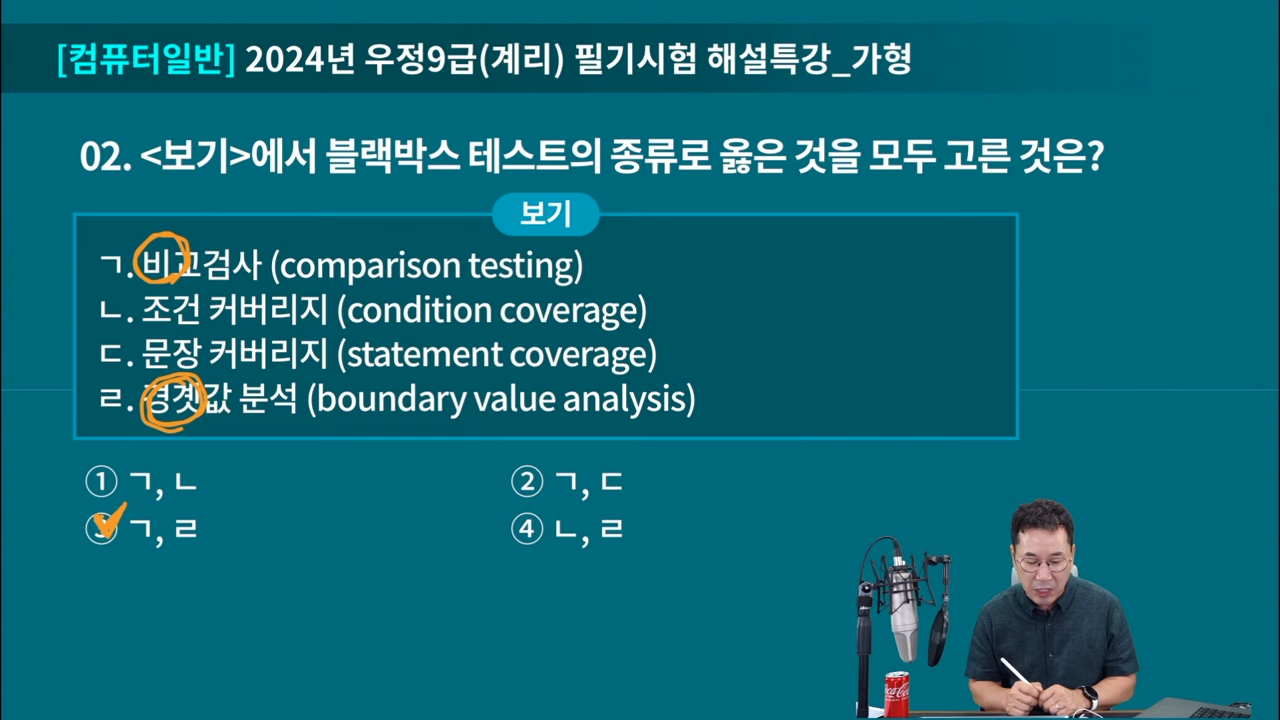 [컴퓨터일반] 2024년 우정9급(계리) 필기시험 해설특강_가형
02. <보기>에서 블랙박스 테스트의 종류로 옳은 것을 모두 고른 것은?
보기
ㄱ. 비교검사 (comparison testing)
ㄴ. 조건 커버리지 (condition coverage)
ㄷ. 문장 커버리지 (statement coverage)
ㄹ. 경곗값 분석 (boundary value analysis)
① ㄱ, ㄴ
② ㄱ, ㄷ
③ ㄱ, ㄹ
④ ㄴ, ㄹ
Coca-Cola